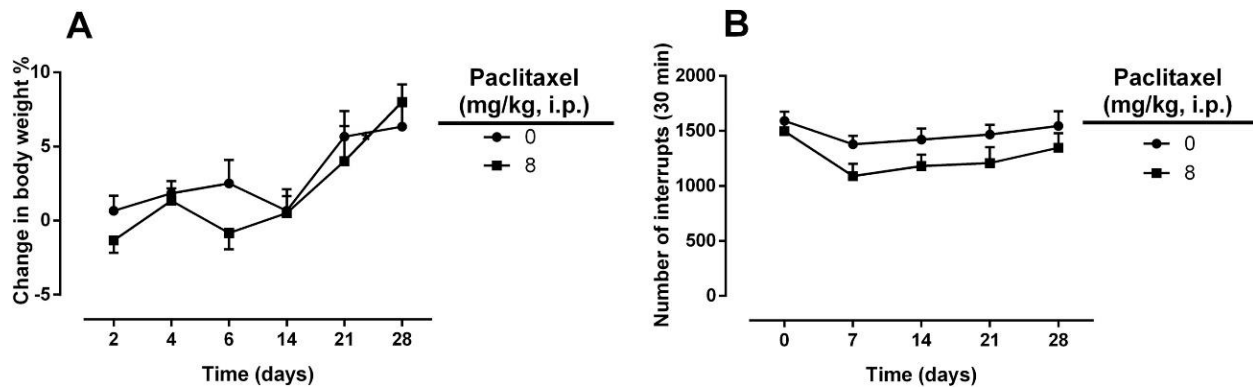 A
Change in body weight %
10
5
0
-5
2 4 6 14 21 28
Time (days)
Paclitaxel
(mg/kg, i.p.)
0
8
B
Number of interrupts (30 min)
2000
1500
1000
500
0
0 7 14 21 28
Time (days)
Paclitaxel
(mg/kg, i.p.)
0
8